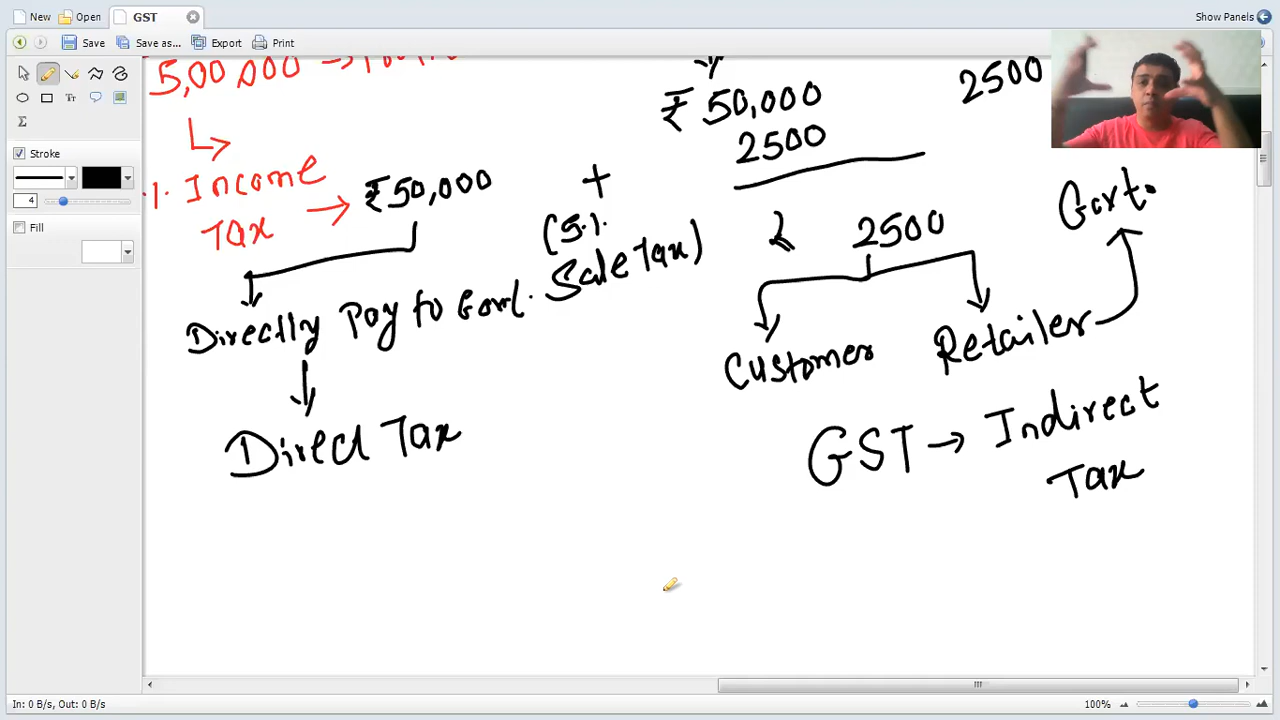 New
Open
GST
Show Panels
Save
Save as...
Export
Print
Stroke
4
Fill
5,00,000 →
Income
Tax → ₹50,000
Directly Pay to Govt.
Direct Tax
+
(5.%
Sale Tax)
₹ 50,000
2500
2500
₹ 2500
Customer
Retailer
Govt.
GST → Indirect
Tax
In: 0 B/s, Out: 0 B/s
100%